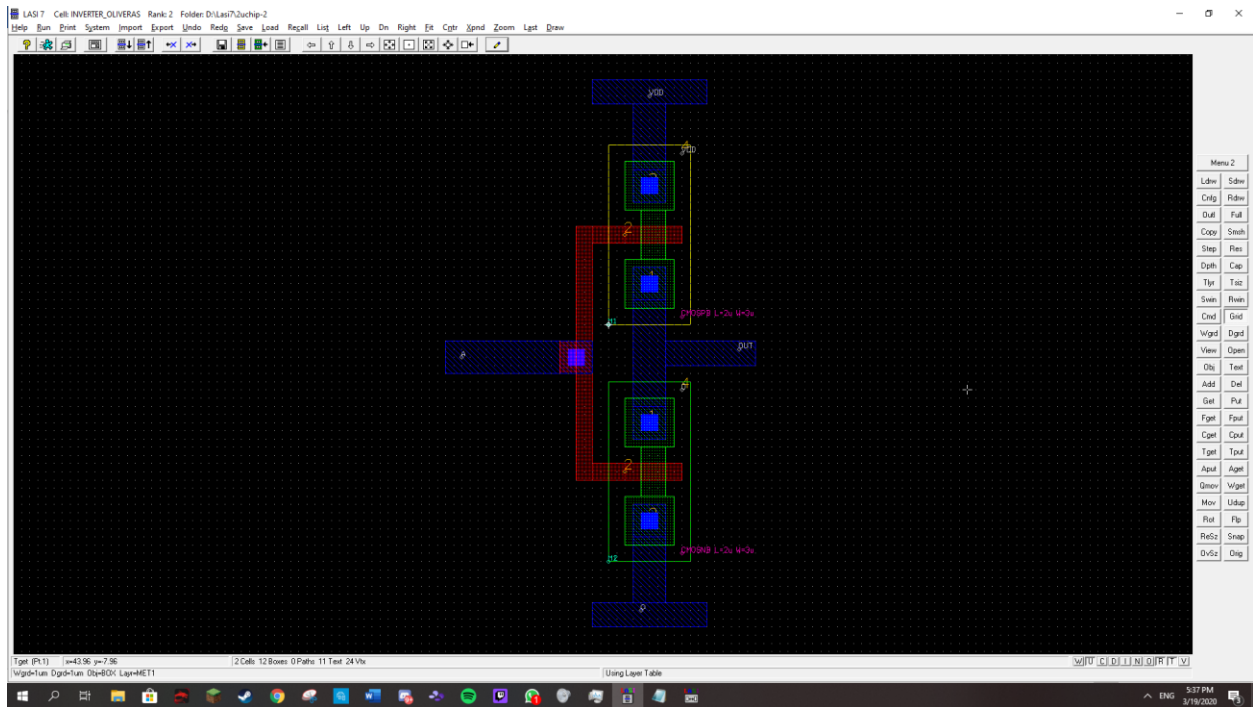 LASI 7 Cell: INVERTER_OLIVERAS Rank: 2 Folder: D:\Lasi7\2uchip-2
Help Run Print System Import Export Undo Redo Save Load Recall List Left Up Dn Right Fit Cntr Xpnd Zoom Last Draw
VDD
2
OUT
A
1
2
CMOSPB L=2u W=3u
CMOSNB L=2u W=3u
Menu 2
Ldrw Sdrw
Cnfg Rdrw
Outl Full
Copy Smsh
Step Res
Dpth Cap
Tlyr Tsiz
Swin Rwin
Cmd Grid
Wgrd Dgrd
View Open
Obj Text
Add Del
Get Put
Fget Fput
Cget Cput
Tget Tput
Aput Aget
Qmov Wget
Mov Udup
Rot Flp
ReSz Snap
OvSz Orig
Tget (Pt.1) x=43.96 y=-7.96 2 Cells 12 Boxes 0 Paths 11 Text 24 Vtx W U C D I N O R T V
Wgrd=1um Dgrd=1um Obj=BOX Layr=MET1 Using Layer Table
ENG 5:37 PM
3/19/2020